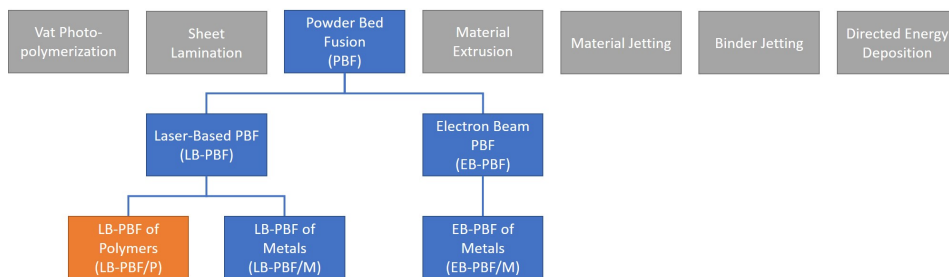 Vat Photo-
polymerization
Sheet
Lamination
Powder Bed
Fusion
(PBF)
Material
Extrusion
Material Jetting
Binder Jetting
Directed Energy
Deposition
Laser-Based PBF
(LB-PBF)
Electron Beam
PBF
(EB-PBF)
LB-PBF of
Polymers
(LB-PBF/P)
LB-PBF of
Metals
(LB-PBF/M)
EB-PBF of
Metals
(EB-PBF/M)